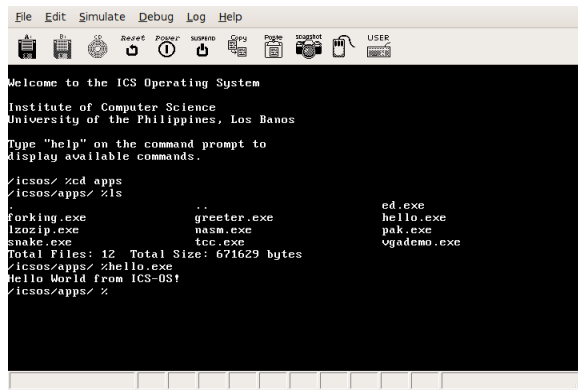 File Edit Simulate Debug Log Help
A: B: CD Reset Power SUSPEND Copy Paste snapshot USER
Welcome to the ICS Operating System
Institute of Computer Science
University of the Philippines, Los Banos
Type "help" on the command prompt to
display available commands.
/icsos/ %cd apps
/icsos/apps/ %ls
. .. ed.exe
forking.exe greeter.exe hello.exe
lzozip.exe nasm.exe pak.exe
snake.exe tcc.exe vgademo.exe
Total Files: 12 Total Size: 671629 bytes
/icsos/apps/ %hello.exe
Hello World from ICS-OS!
/icsos/apps/ %